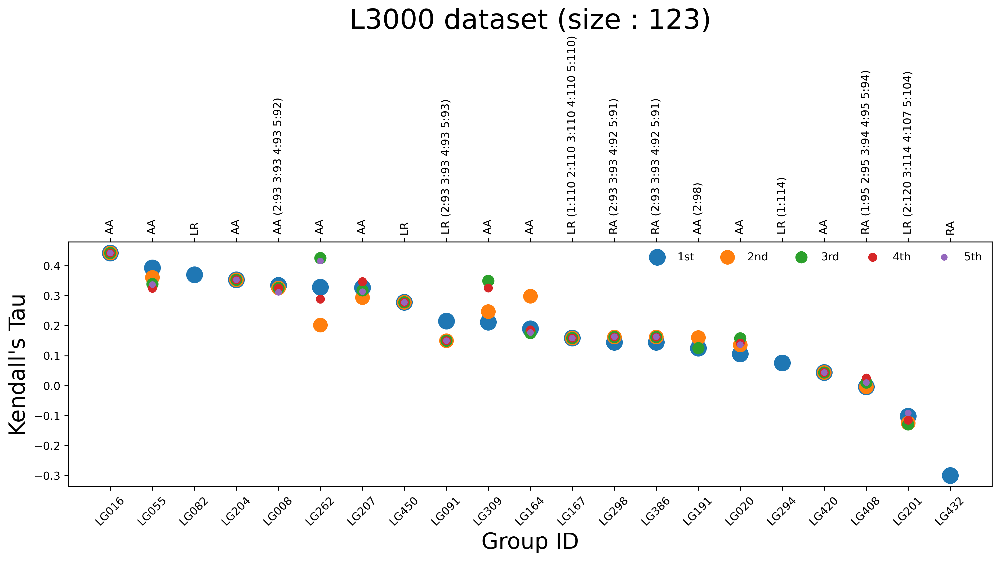 L3000 dataset (size : 123)
AA
AA
LR
AA
AA (2:93 3:93 4:93 5:92)
AA
AA
LR
LR (2:93 3:93 4:93 5:93)
AA
AA
LR (1:110 2:110 3:110 4:110 5:110)
RA (2:93 3:93 4:92 5:91)
RA (2:93 3:93 4:92 5:91)
AA (2:98)
AA
LR (1:114)
AA
RA (1:95 2:95 3:94 4:95 5:94)
LR (2:120 3:114 4:107 5:104)
RA
1st
2nd
3rd
4th
5th
Kendall's Tau
0.4
0.3
0.2
0.1
0.0
−0.1
−0.2
−0.3
LG016
LG055
LG082
LG204
LG008
LG262
LG207
LG450
LG091
LG309
LG164
LG167
LG298
LG386
LG191
LG020
LG294
LG420
LG408
LG201
LG432
Group ID